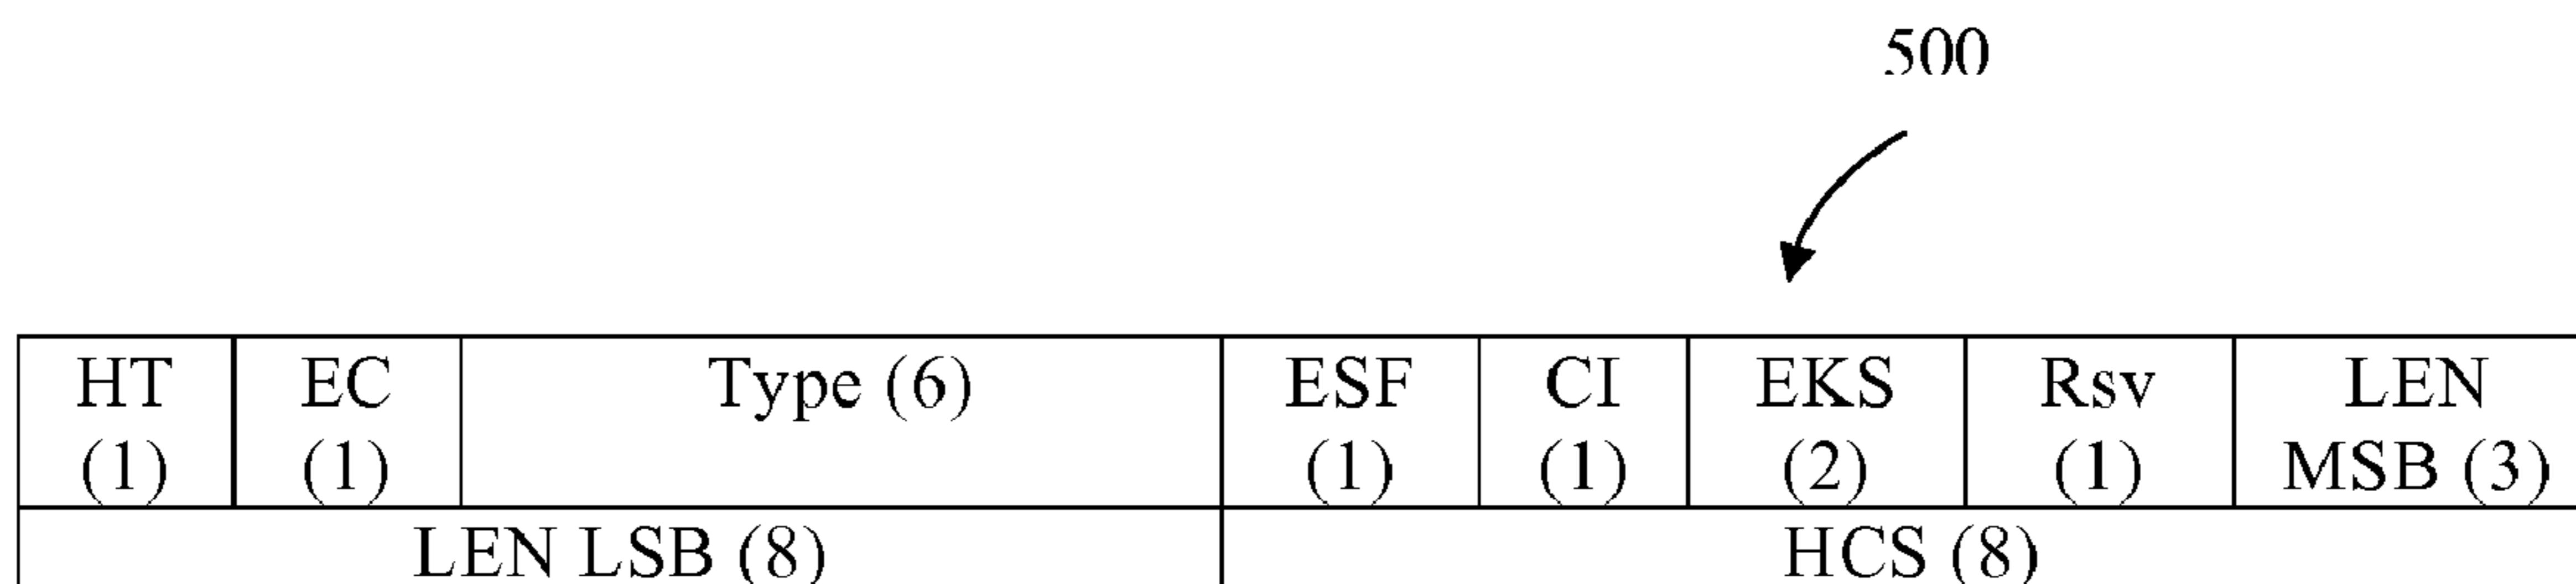 500
HT EC Type (6) ESF CI EKS Rsv LEN
(1) (1) (1) (1) (2) (1) MSB (3)
LEN LSB (8) HCS (8)